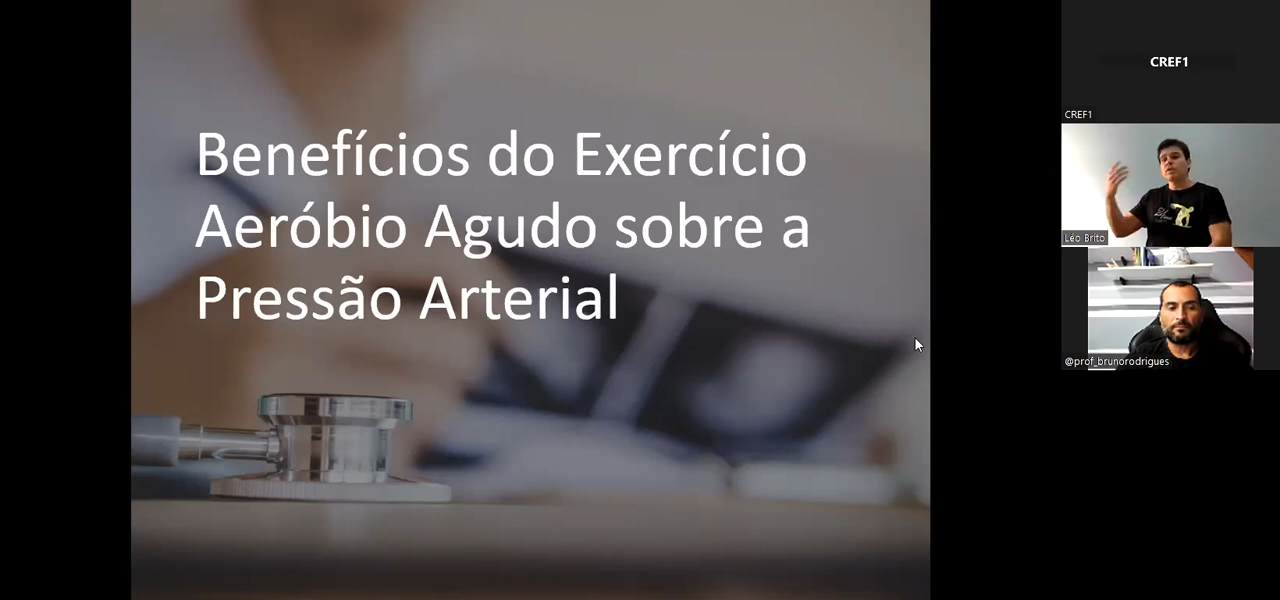 Benefícios do Exercício
Aeróbio Agudo sobre a
Pressão Arterial
CREF1
CREF1
Léo Brito
@prof_brunorodrigues